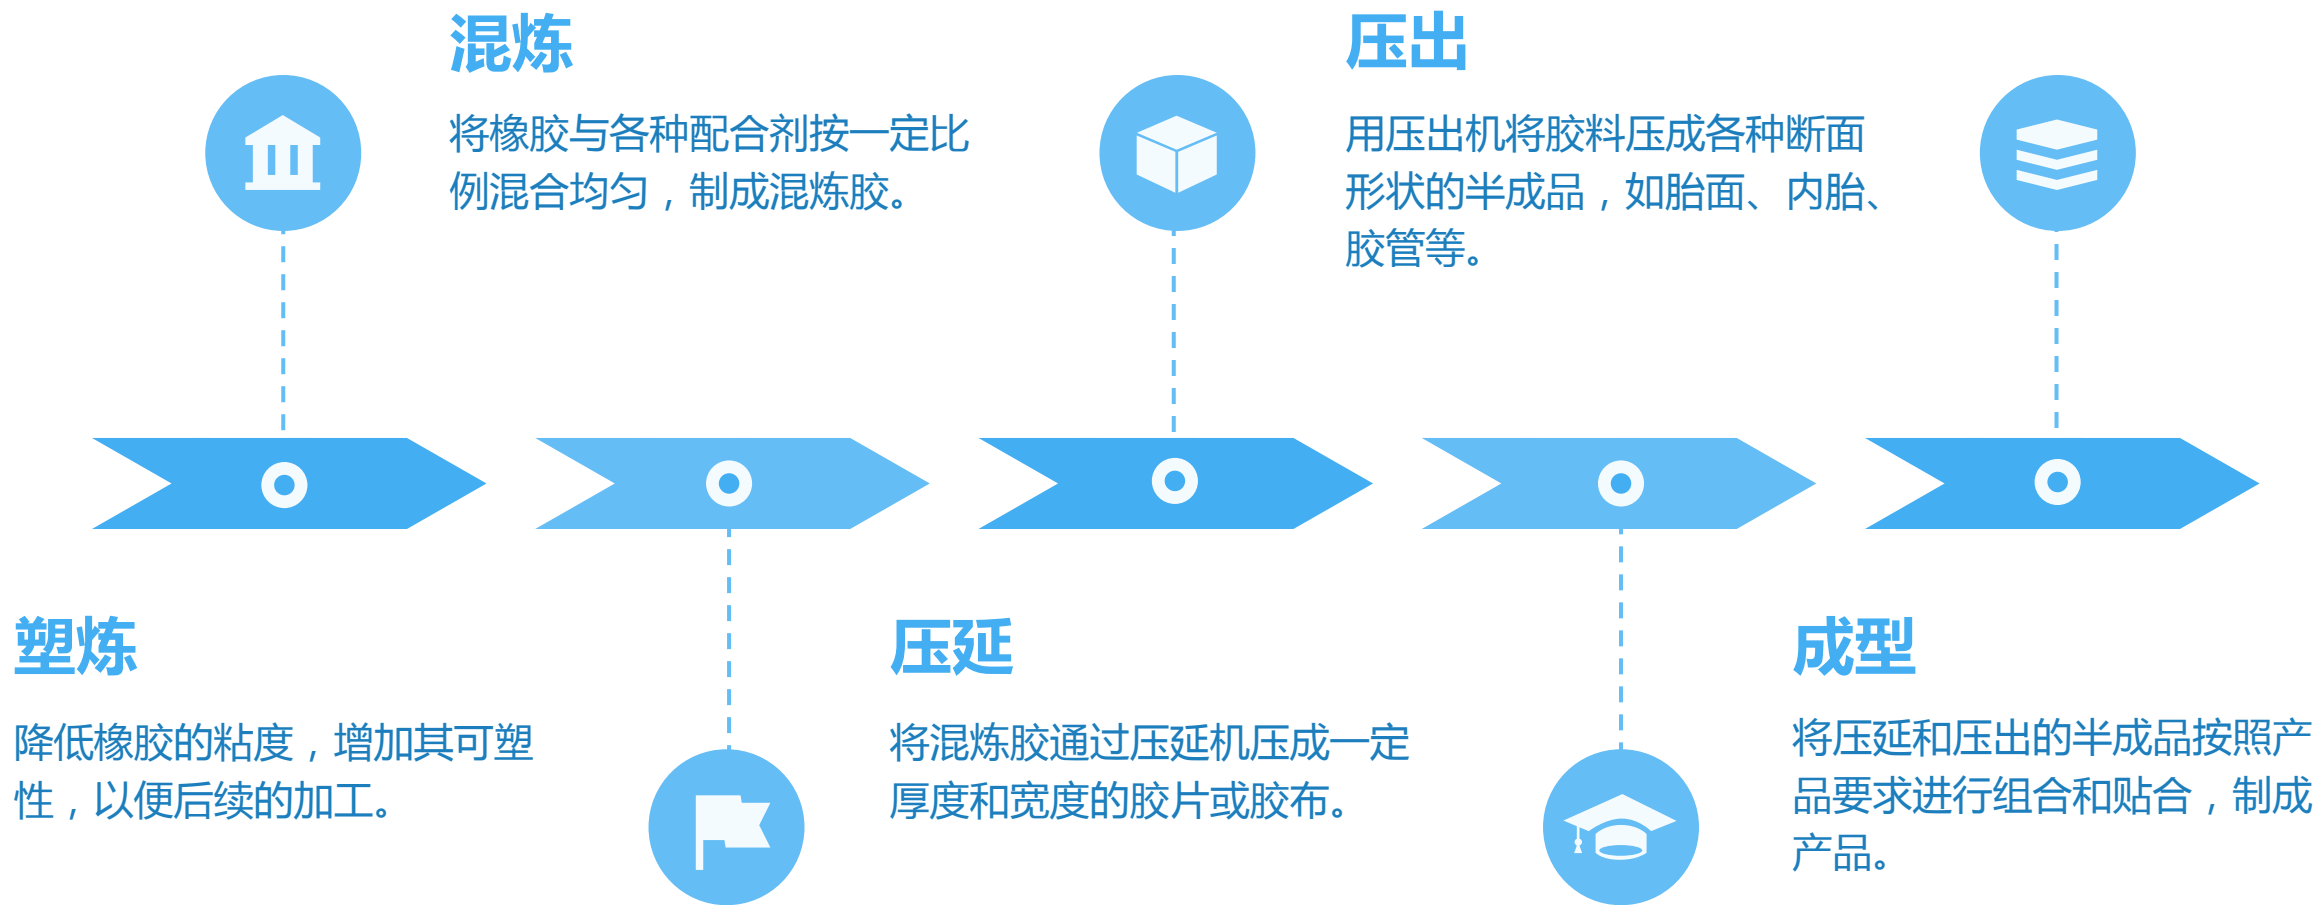 塑炼
降低橡胶的粘度，增加其可塑
性，以便后续的加工。
混炼
将橡胶与各种配合剂按一定比
例混合均匀，制成混炼胶。
压延
将混炼胶通过压延机压成一定
厚度和宽度的胶片或胶布。
压出
用压出机将胶料压成各种断面
形状的半成品，如胎面、内胎、
胶管等。
成型
将压延和压出的半成品按照产
品要求进行组合和贴合，制成
产品。